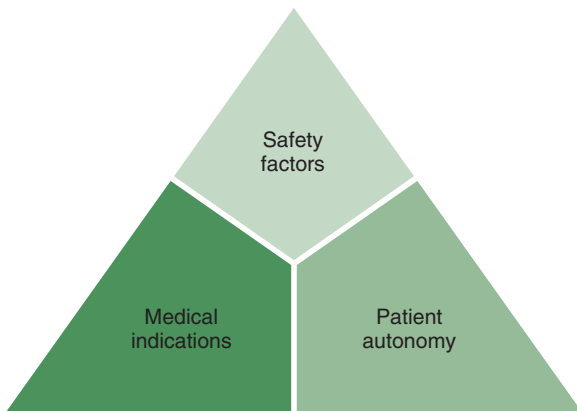 Safety
factors
Medical
indications
Patient
autonomy